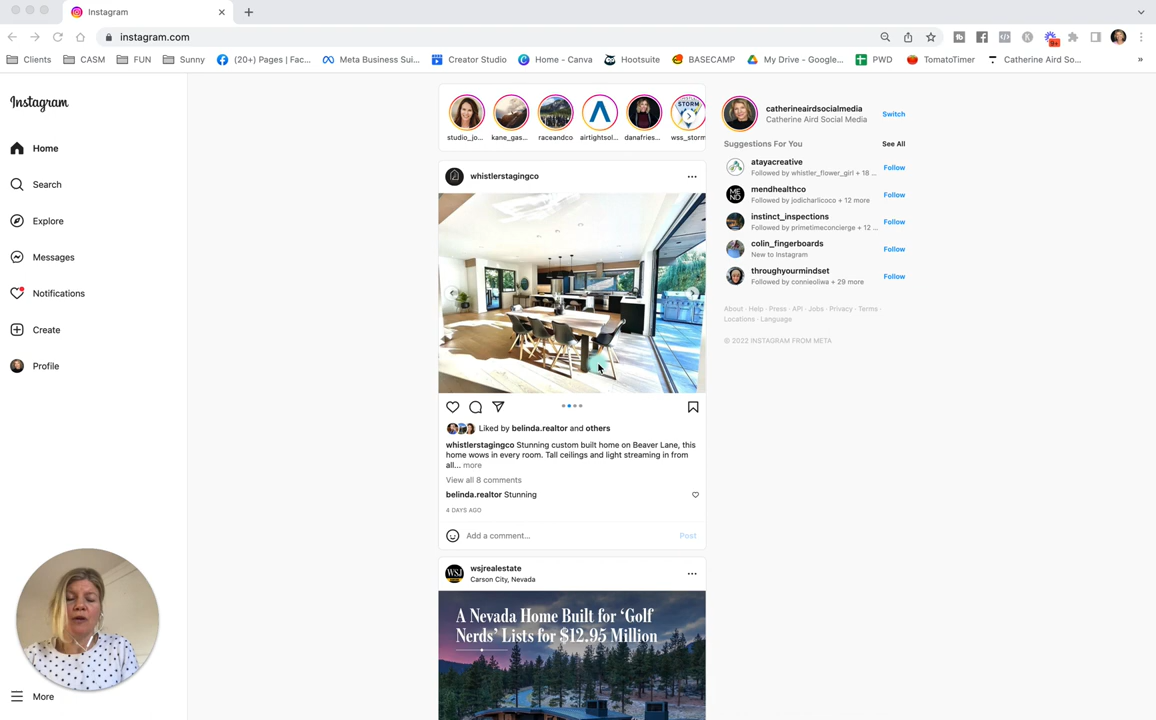 Instagram
instagram.com
Clients
CASM
FUN
Sunny
(20+) Pages | Fac...
Meta Business Sui...
Creator Studio
Home - Canva
Hootsuite
BASECAMP
My Drive - Google...
PWD
TomatoTimer
Catherine Aird So...
»
9+
Instagram
Home
Search
Explore
Messages
Notifications
Create
Profile
More
studio_jo...
kane_gas...
raceandco
airtightsol...
danafries...
STORM
wss_storm
whistlerstagingco
Liked by belinda.realtor and others
whistlerstagingco Stunning custom built home on Beaver Lane, this
home wows in every room. Tall ceilings and light streaming in from
all... more
View all 8 comments
belinda.realtor Stunning
4 DAYS AGO
Add a comment...
Post
WSJ
wsjrealestate
Carson City, Nevada
A Nevada Home Built for ‘Golf
Nerds’ Lists for $12.95 Million
catherineairdsocialmedia
Catherine Aird Social Media
Switch
Suggestions For You
See All
atayacreative
Followed by whistler_flower_girl + 18 ...
Follow
MEND
mendhealthco
Followed by jodicharlicoco + 12 more
Follow
instinct_inspections
Followed by primetimeconcierge + 12 ...
Follow
colin_fingerboards
New to Instagram
Follow
throughyourmindset
Followed by connieoliwa + 29 more
Follow
About · Help · Press · API · Jobs · Privacy · Terms ·
Locations · Language
© 2022 INSTAGRAM FROM META